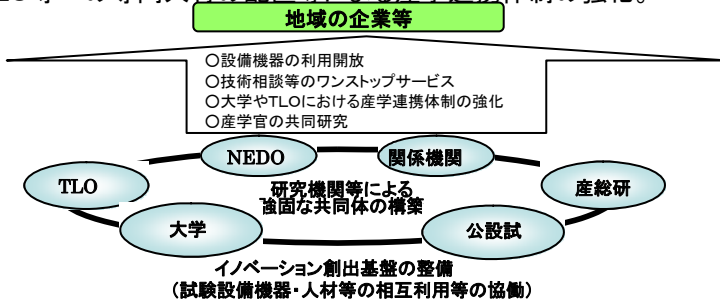 地域の企業等
○設備機器の利用開放
○技術相談等のワンストップサービス
○大学やTLOにおける産学連携体制の強化
○産学官の共同研究
NEDO
関係機関
TLO
研究機関等による
強固な共同体の構築
産総研
大学
公設試
イノベーション創出基盤の整備
(試験設備機器・人材等の相互利用等の協働)